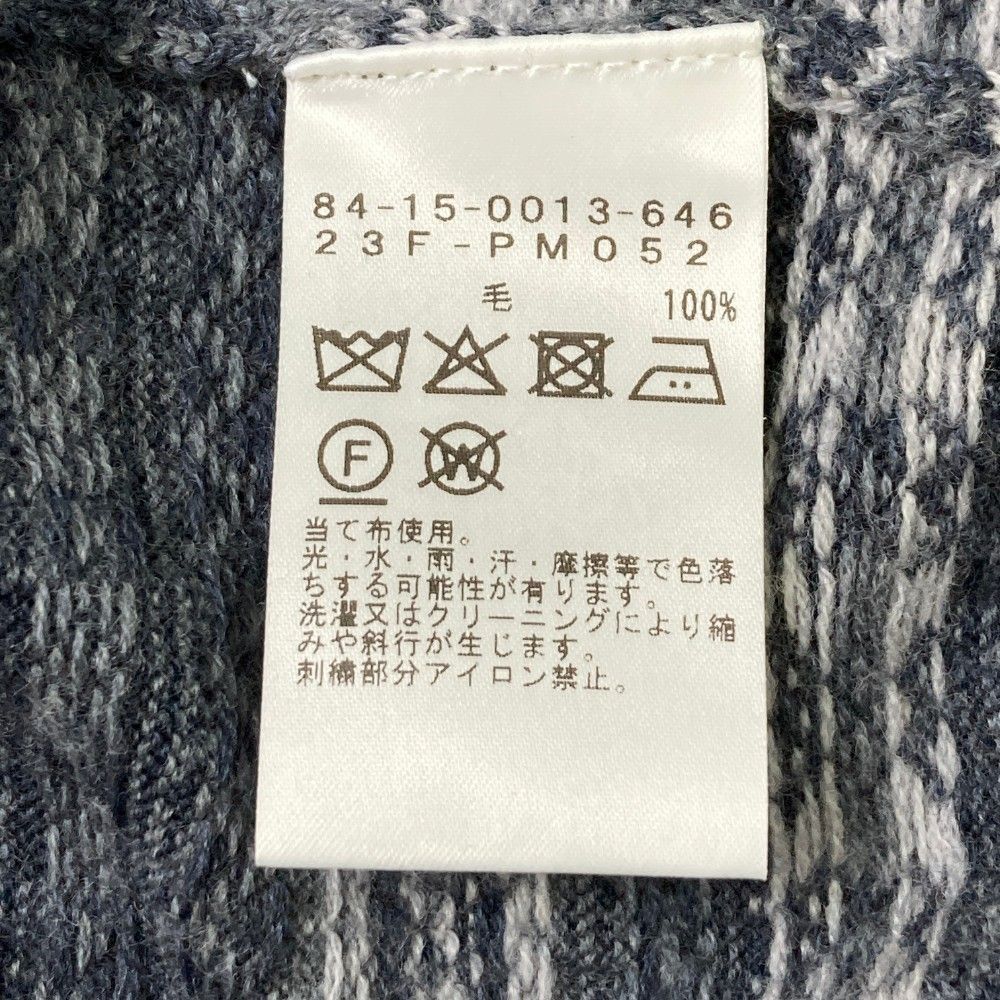 84-15-0013-646
23F-PM052
毛 100%
F
W
当て布使用。
光・水・雨・汗・摩擦等で色落
ちする可能性が有ります。
洗濯又はクリーニングにより縮
みや斜行が生じます。
刺繍部分アイロン禁止。